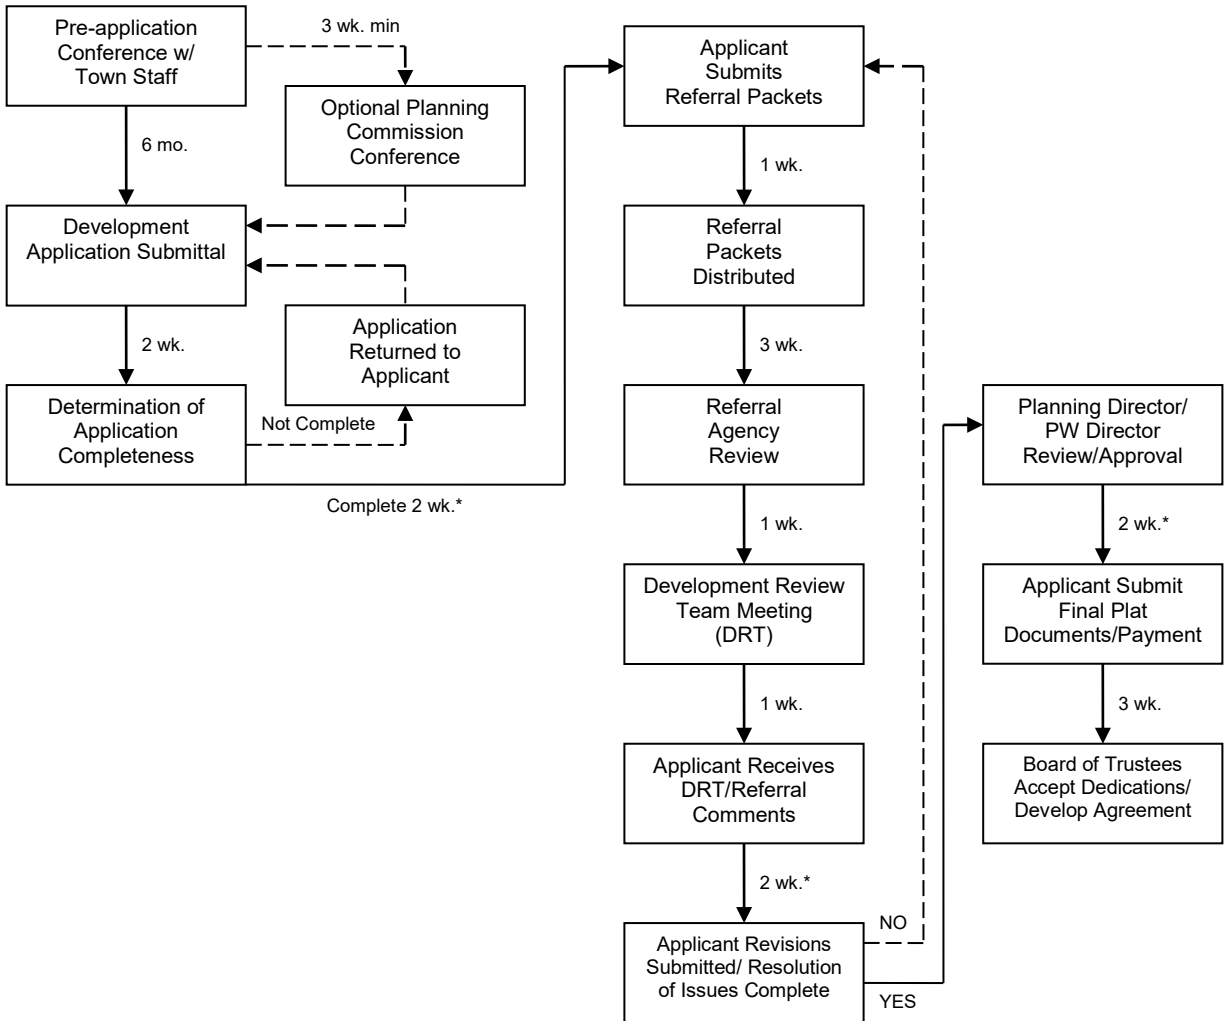 Pre-application
Conference w/
Town Staff
3 wk. min
Optional Planning
Commission
Conference
6 mo.
Development
Application Submittal
2 wk.
Application
Returned to
Applicant
Determination of
Application
Completeness
Not Complete
Complete 2 wk.*
Applicant
Submits
Referral Packets
1 wk.
Referral
Packets
Distributed
3 wk.
Referral
Agency
Review
1 wk.
Development Review
Team Meeting
(DRT)
1 wk.
Applicant Receives
DRT/Referral
Comments
2 wk.*
Applicant Revisions
Submitted/ Resolution
of Issues Complete
NO
YES
Planning Director/
PW Director
Review/Approval
2 wk.*
Applicant Submit
Final Plat
Documents/Payment
3 wk.
Board of Trustees
Accept Dedications/
Develop Agreement